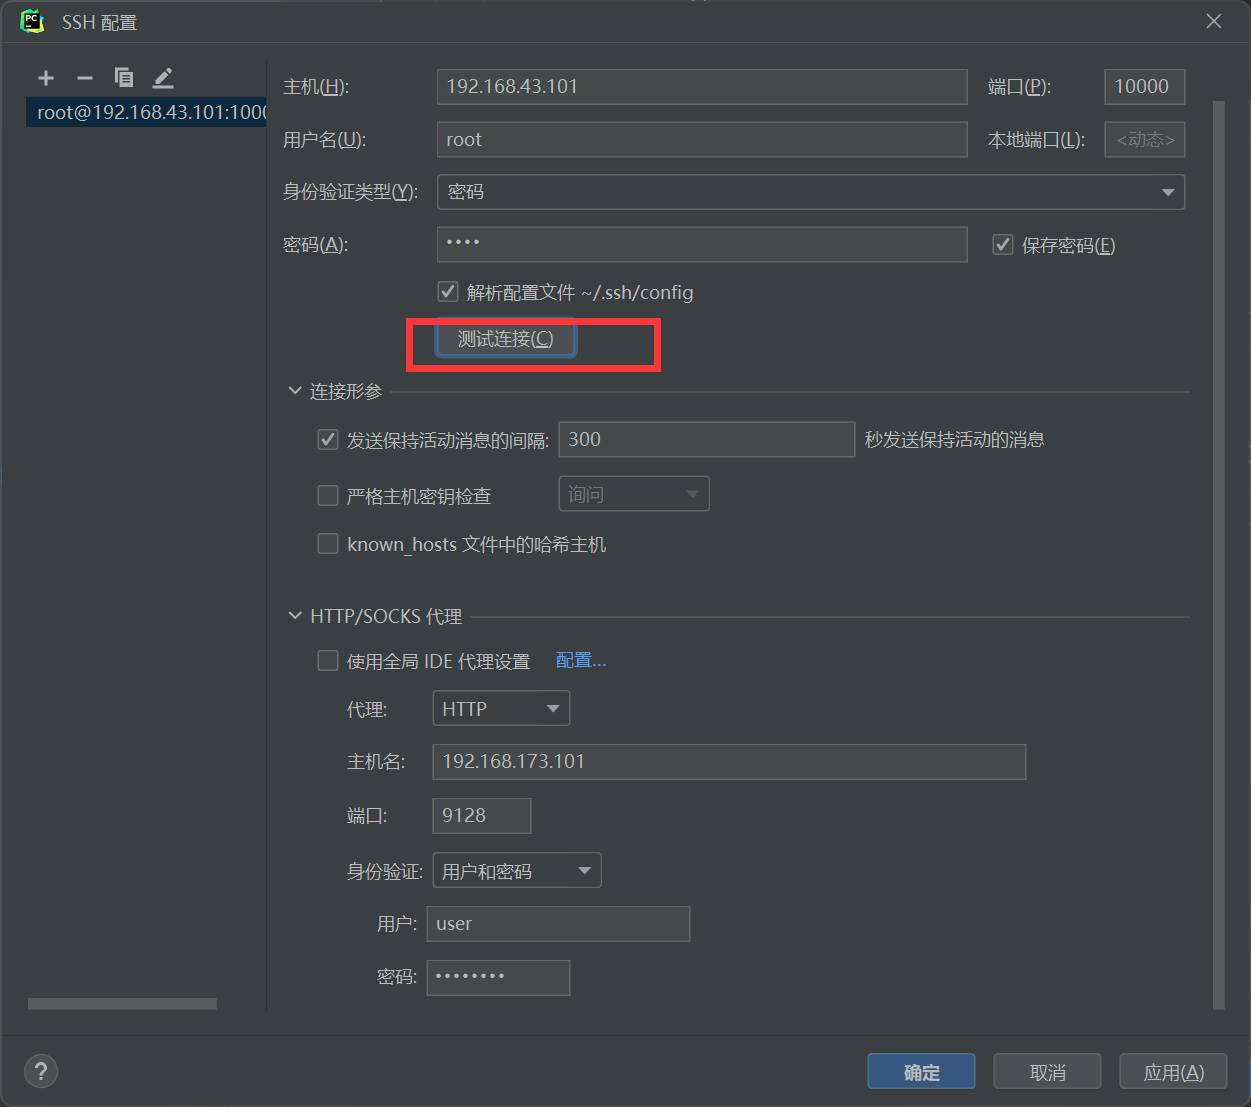 PC
SSH 配置
root@192.168.43.101:1000
主机(H): 192.168.43.101 端口(P): 10000
用户名(U): root 本地端口(L): <动态>
身份验证类型(Y): 密码
密码(A): •••• 保存密码(E)
解析配置文件 ~/.ssh/config
测试连接(C)
连接形参
发送保持活动消息的间隔: 300 秒发送保持活动的消息
严格主机密钥检查 询问
known_hosts 文件中的哈希主机
HTTP/SOCKS 代理
使用全局 IDE 代理设置 配置...
代理: HTTP
主机名: 192.168.173.101
端口: 9128
身份验证: 用户和密码
用户: user
密码: ••••••••
? 确定 取消 应用(A)